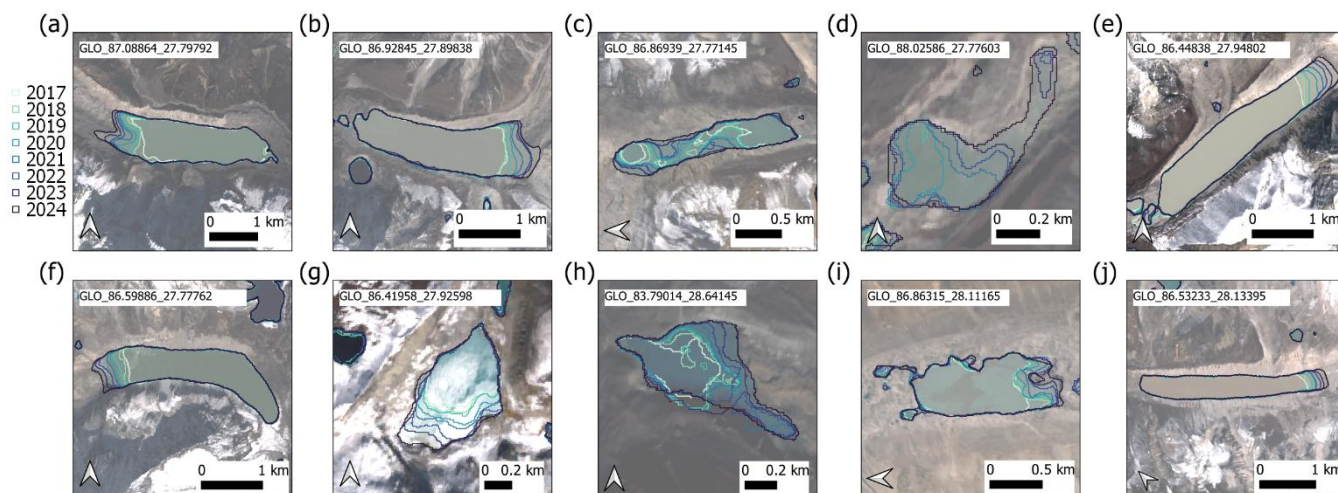 (a) (b) (c) (d) (e)
GLO_87.08864_27.79792
GLO_86.92845_27.89838
GLO_86.86939_27.77145
GLO_88.02586_27.77603
GLO_86.44838_27.94802
2017
2018
2019
2020
2021
2022
2023
2024
0 1 km
0 1 km
0 0.5 km
0 0.2 km
0 1 km
(f) (g) (h) (i) (j)
GLO_86.59886_27.77762
GLO_86.41958_27.92598
GLO_83.79014_28.64145
GLO_86.86315_28.11165
GLO_86.53233_28.13395
0 1 km
0 0.2 km
0 0.2 km
0 0.5 km
0 1 km